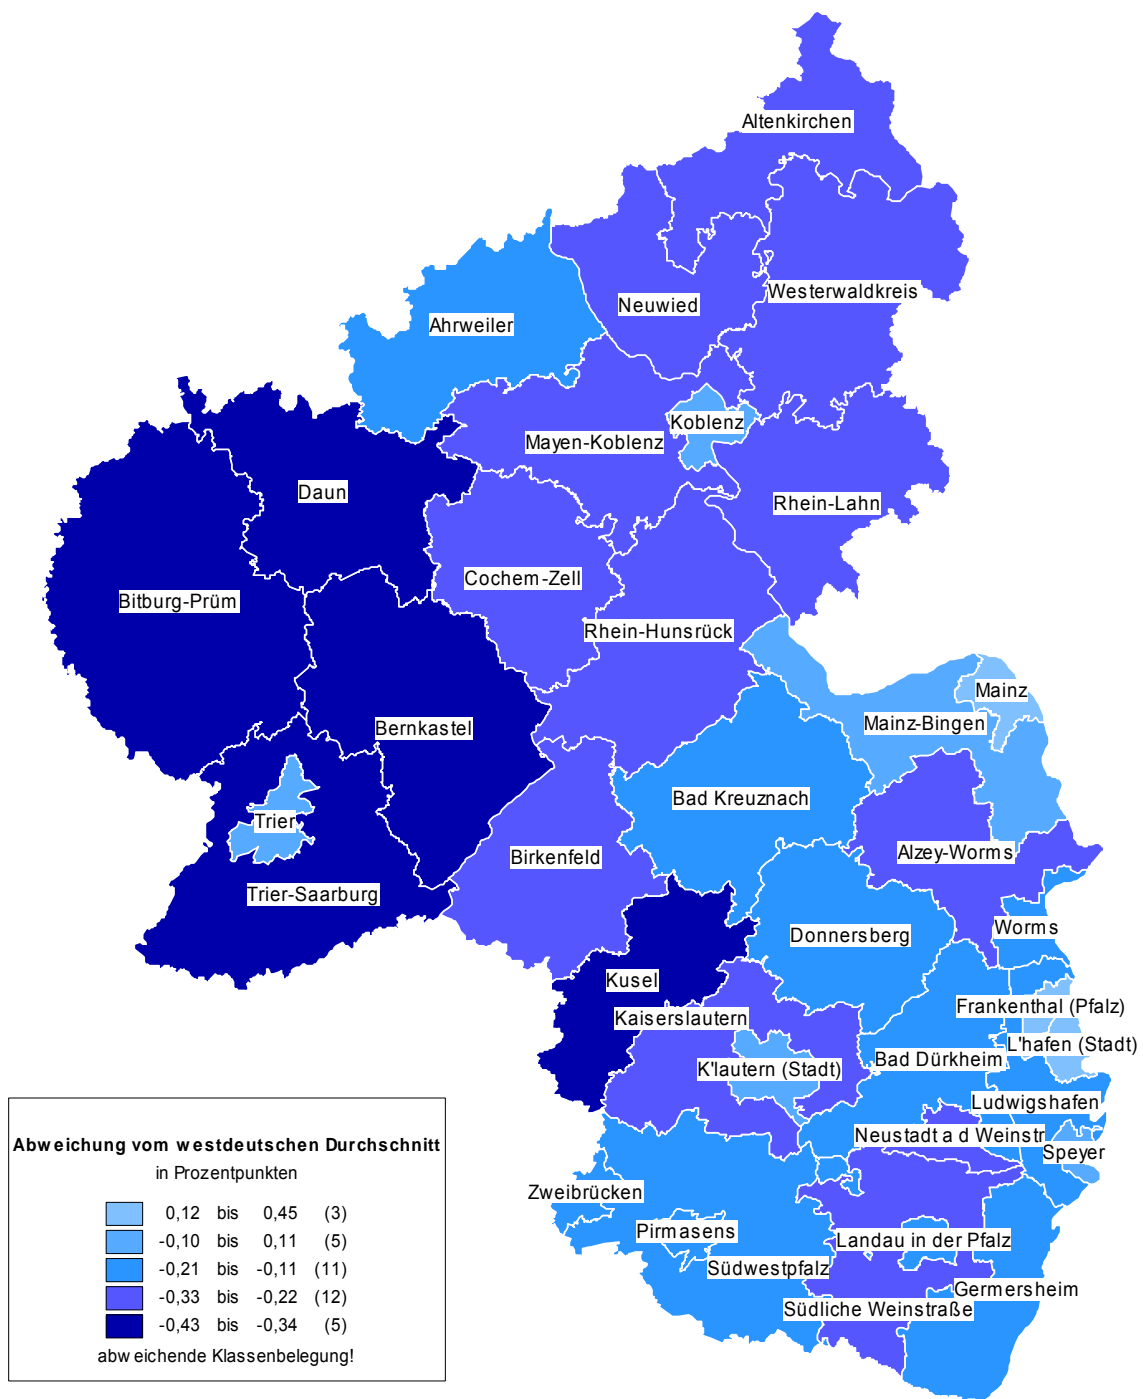 Altenkirchen
Westerwaldkreis
Neuwied
Ahrweiler
Koblenz
Mayen-Koblenz
Daun
Rhein-Lahn
Cochem-Zell
Bitburg-Prüm
Rhein-Hunsrück
Mainz
Mainz-Bingen
Bernkastel
Bad Kreuznach
Trier
Alzey-Worms
Birkenfeld
Trier-Saarburg
Worms
Donnersberg
Kusel
Frankenthal (Pfalz)
Kaiserslautern
L'hafen (Stadt)
Bad Dürkheim
K'lautern (Stadt)
Ludwigshafen
Neustadt a d Weinstr
Speyer
Zweibrücken
Pirmasens
Landau in der Pfalz
Südwestpfalz
Germersheim
Südliche Weinstraße
Abweichung vom westdeutschen Durchschnitt
in Prozentpunkten
0,12 bis 0,45 (3)
-0,10 bis 0,11 (5)
-0,21 bis -0,11 (11)
-0,33 bis -0,22 (12)
-0,43 bis -0,34 (5)
abweichende Klassenbelegung!